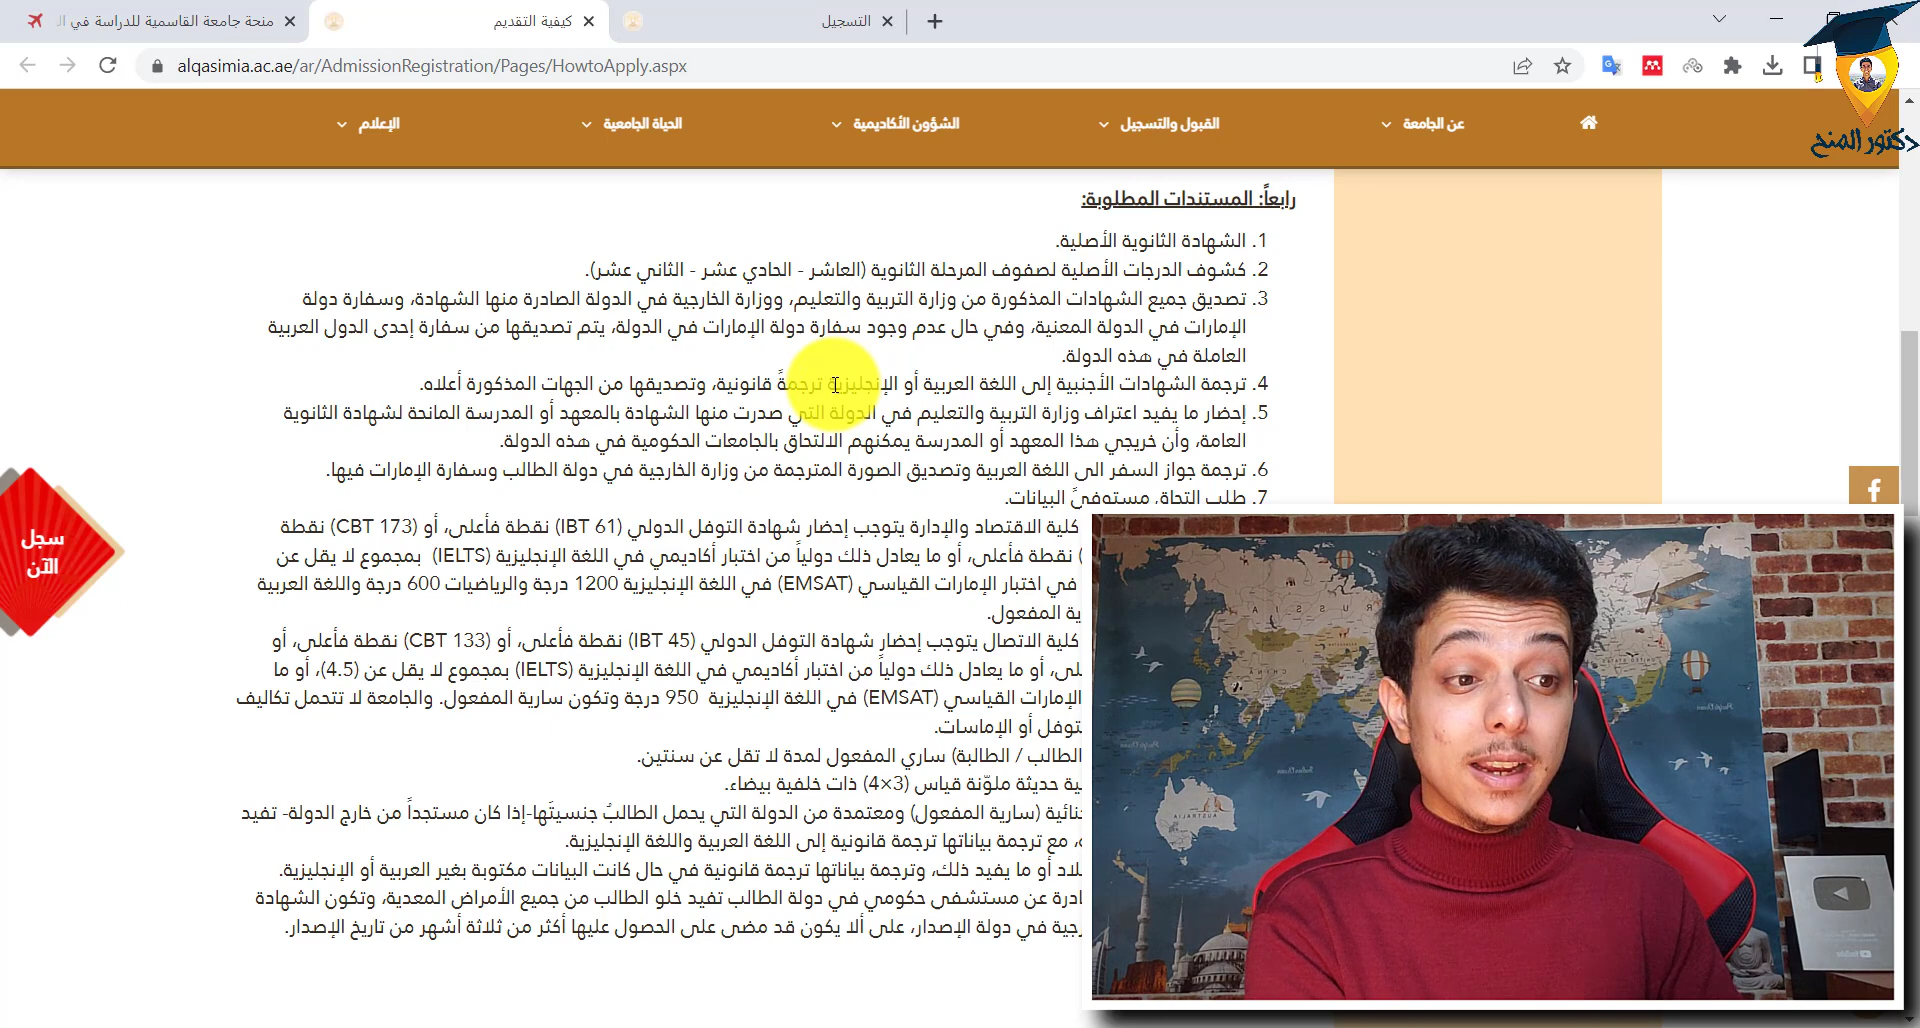 منحة جامعة القاسمية للدراسة في ال
كيفية التقديم
التسجيل
alqasimia.ac.ae/ar/AdmissionRegistration/Pages/HowtoApply.aspx
دكتور المنح
عن الجامعة
القبول والتسجيل
الشؤون الأكاديمية
الحياة الجامعية
الإعلام
رابعاً: المستندات المطلوبة:
1. الشهادة الثانوية الأصلية.
2. كشوف الدرجات الأصلية لصفوف المرحلة الثانوية (العاشر - الحادي عشر - الثاني عشر).
3. تصديق جميع الشهادات المذكورة من وزارة التربية والتعليم، ووزارة الخارجية في الدولة الصادرة منها الشهادة، وسفارة دولة
الإمارات في الدولة المعنية، وفي حال عدم وجود سفارة دولة الإمارات في الدولة، يتم تصديقها من سفارة إحدى الدول العربية
العاملة في هذه الدولة.
4. ترجمة الشهادات الأجنبية إلى اللغة العربية أو الإنجليزية ترجمةً قانونية، وتصديقها من الجهات المذكورة أعلاه.
5. إحضار ما يفيد اعتراف وزارة التربية والتعليم في الدولة التي صدرت منها الشهادة بالمعهد أو المدرسة المانحة لشهادة الثانوية
العامة، وأن خريجي هذا المعهد أو المدرسة يمكنهم الالتحاق بالجامعات الحكومية في هذه الدولة.
6. ترجمة جواز السفر الى اللغة العربية وتصديق الصورة المترجمة من وزارة الخارجية في دولة الطالب وسفارة الإمارات فيها.
7. طلب التحاق مستوفىً البيانات.
كلية الاقتصاد والإدارة يتوجب إحضار شهادة التوفل الدولي (IBT 61) نقطة فأعلى، أو (CBT 173) نقطة
) نقطة فأعلى، أو ما يعادل ذلك دولياً من اختبار أكاديمي في اللغة الإنجليزية (IELTS) بمجموع لا يقل عن
في اختبار الإمارات القياسي (EMSAT) في اللغة الإنجليزية 1200 درجة والرياضيات 600 درجة واللغة العربية
ية المفعول.
كلية الاتصال يتوجب إحضار شهادة التوفل الدولي (IBT 45) نقطة فأعلى، أو (CBT 133) نقطة فأعلى، أو
لى، أو ما يعادل ذلك دولياً من اختبار أكاديمي في اللغة الإنجليزية (IELTS) بمجموع لا يقل عن (4.5)، أو ما
الإمارات القياسي (EMSAT) في اللغة الإنجليزية 950 درجة وتكون سارية المفعول. والجامعة لا تتحمل تكاليف
توفل أو الإماسات.
الطالب / الطالبة) ساري المفعول لمدة لا تقل عن سنتين.
ية حديثة ملوّنة قياس (3×4) ذات خلفية بيضاء.
جنائية (سارية المفعول) ومعتمدة من الدولة التي يحمل الطالبُ جنسيتَها-إذا كان مستجداً من خارج الدولة- تفيد
ه، مع ترجمة بياناتها ترجمة قانونية إلى اللغة العربية واللغة الإنجليزية.
لاد أو ما يفيد ذلك، وترجمة بياناتها ترجمة قانونية في حال كانت البيانات مكتوبة بغير العربية أو الإنجليزية.
ادرة عن مستشفى حكومي في دولة الطالب تفيد خلو الطالب من جميع الأمراض المعدية، وتكون الشهادة
رجية في دولة الإصدار، على ألا يكون قد مضى على الحصول عليها أكثر من ثلاثة أشهر من تاريخ الإصدار.
سجل
الآن
RUSSIA
CHINA
AUSTRALIA